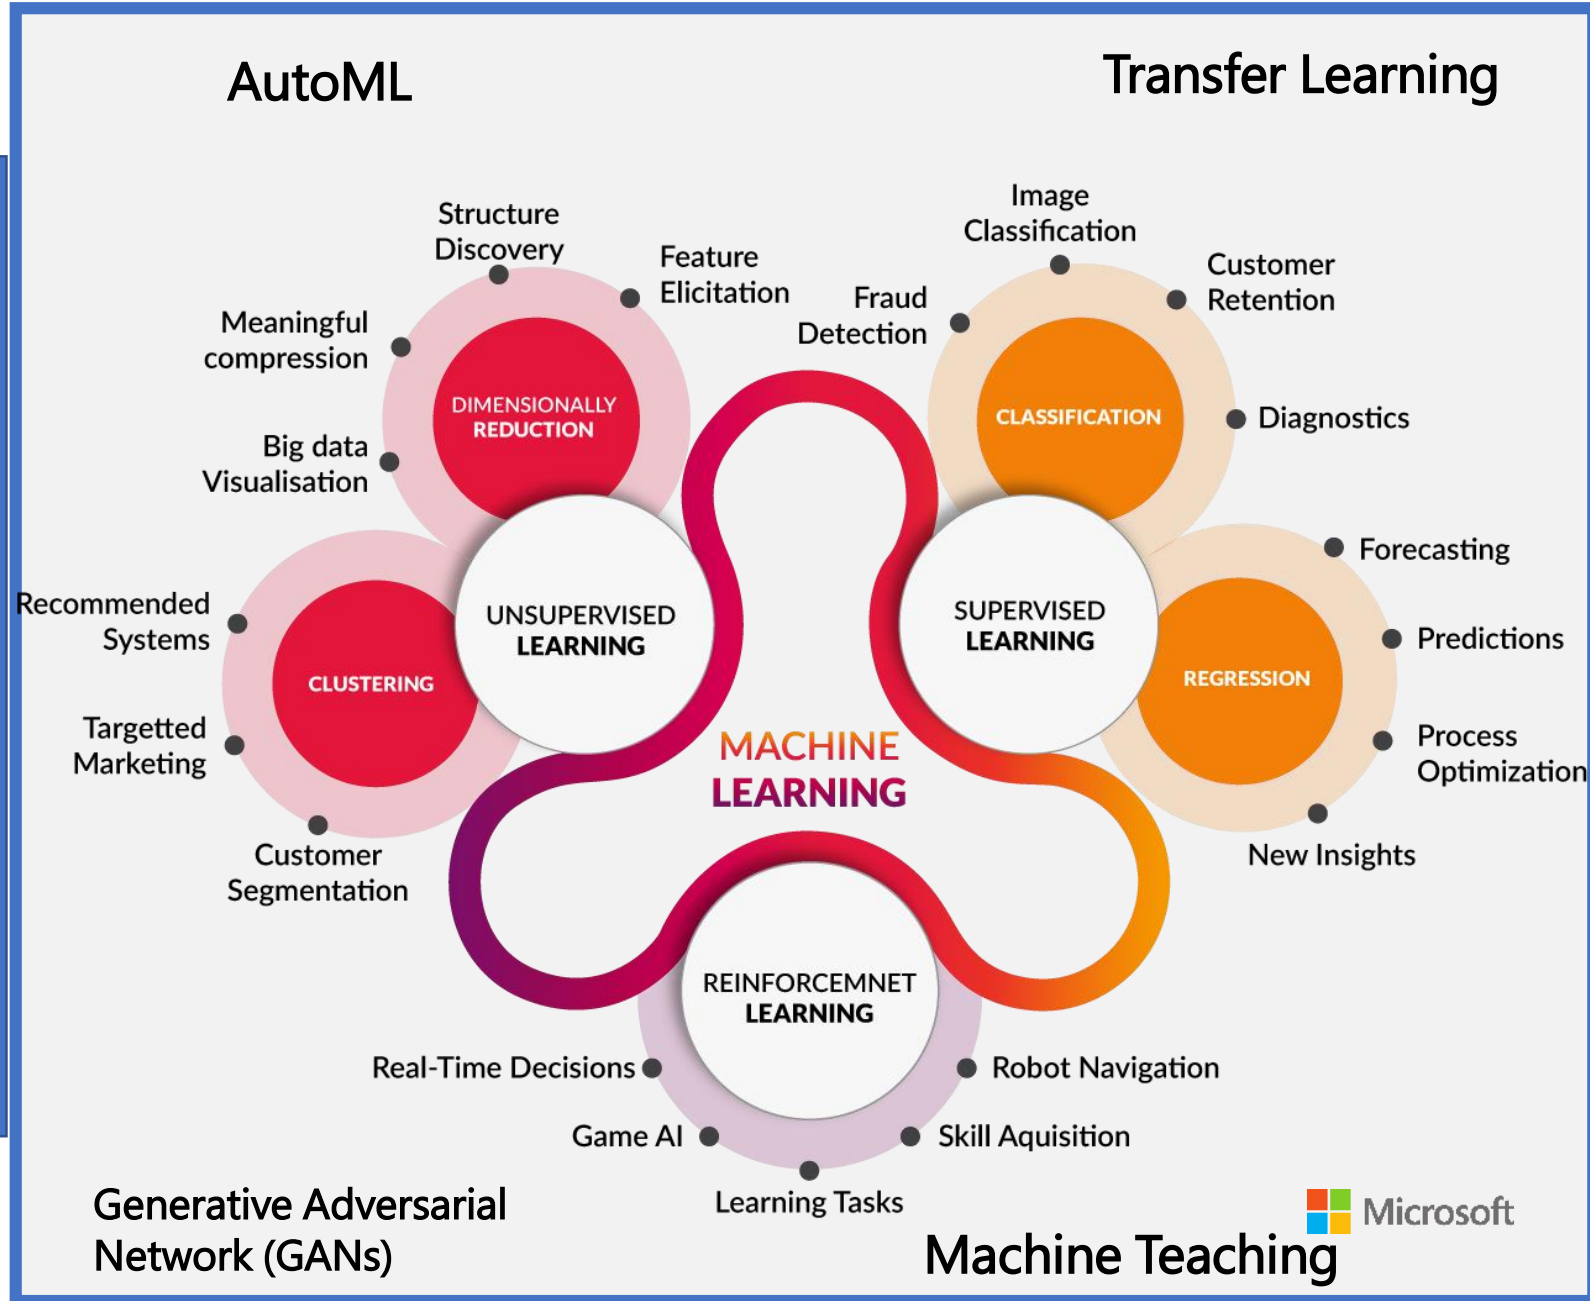 AutoML
Transfer Learning
Structure
Discovery
Feature
Elicitation
Meaningful
compression
Big data
Visualisation
DIMENSIONALLY
REDUCTION
Image
Classification
Customer
Retention
Fraud
Detection
CLASSIFICATION
Diagnostics
Recommended
Systems
Targetted
Marketing
Customer
Segmentation
CLUSTERING
UNSUPERVISED
LEARNING
SUPERVISED
LEARNING
Forecasting
Predictions
Process
Optimization
New Insights
REGRESSION
MACHINE
LEARNING
REINFORCEMNET
LEARNING
Real-Time Decisions
Robot Navigation
Game AI
Skill Aquisition
Learning Tasks
Generative Adversarial
Network (GANs)
Microsoft
Machine Teaching